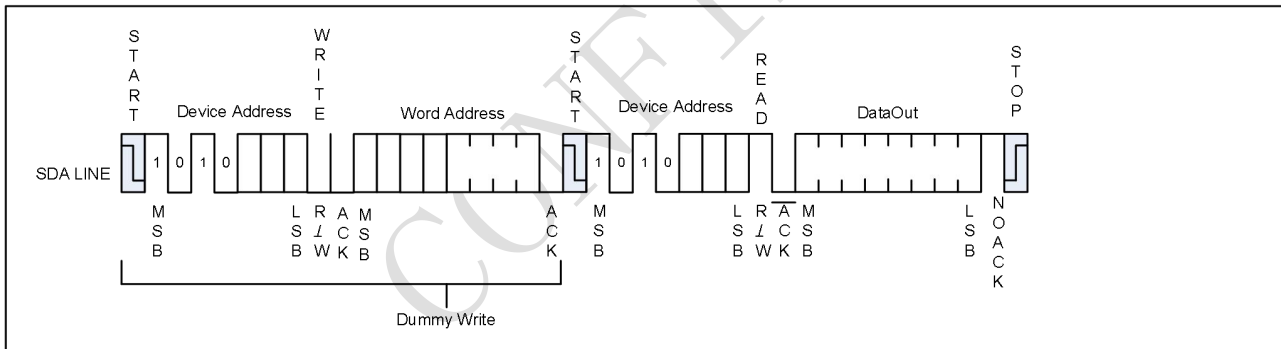 CONF
START
WRITE
START
READ
STOP
Device Address
Word Address
Device Address
DataOut
SDA LINE
1 0 1 0
1 0 1 0
MSB
LSB
R/W
ACK
MSB
ACK
MSB
LSB
R/W
ACK
MSB
LSB
NOACK
Dummy Write